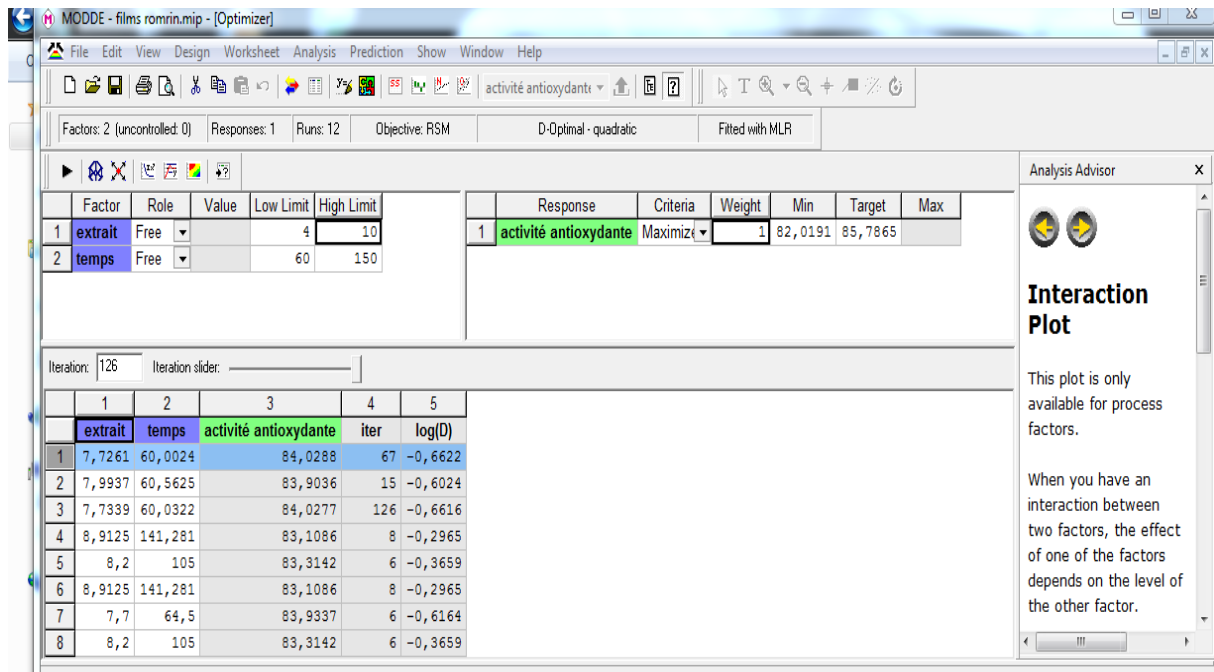 MODDE - films romrin.mip - [Optimizer]
File Edit View Design Worksheet Analysis Prediction Show Window Help
activité antioxydante
Factors: 2 (uncontrolled: 0) Responses: 1 Runs: 12 Objective: RSM D-Optimal - quadratic Fitted with MLR
Factor Role Value Low Limit High Limit
1 extrait Free 4 10
2 temps Free 60 150
Response Criteria Weight Min Target Max
1 activité antioxydante Maximize 1 82,0191 85,7865
Iteration: 126 Iteration slider:
1 2 3 4 5
extrait temps activité antioxydante iter log(D)
1 7,7261 60,0024 84,0288 67 -0,6622
2 7,9937 60,5625 83,9036 15 -0,6024
3 7,7339 60,0322 84,0277 126 -0,6616
4 8,9125 141,281 83,1086 8 -0,2965
5 8,2 105 83,3142 6 -0,3659
6 8,9125 141,281 83,1086 8 -0,2965
7 7,7 64,5 83,9337 6 -0,6164
8 8,2 105 83,3142 6 -0,3659
Analysis Advisor x
Interaction
Plot
This plot is only
available for process
factors.
When you have an
interaction between
two factors, the effect
of one of the factors
depends on the level of
the other factor.